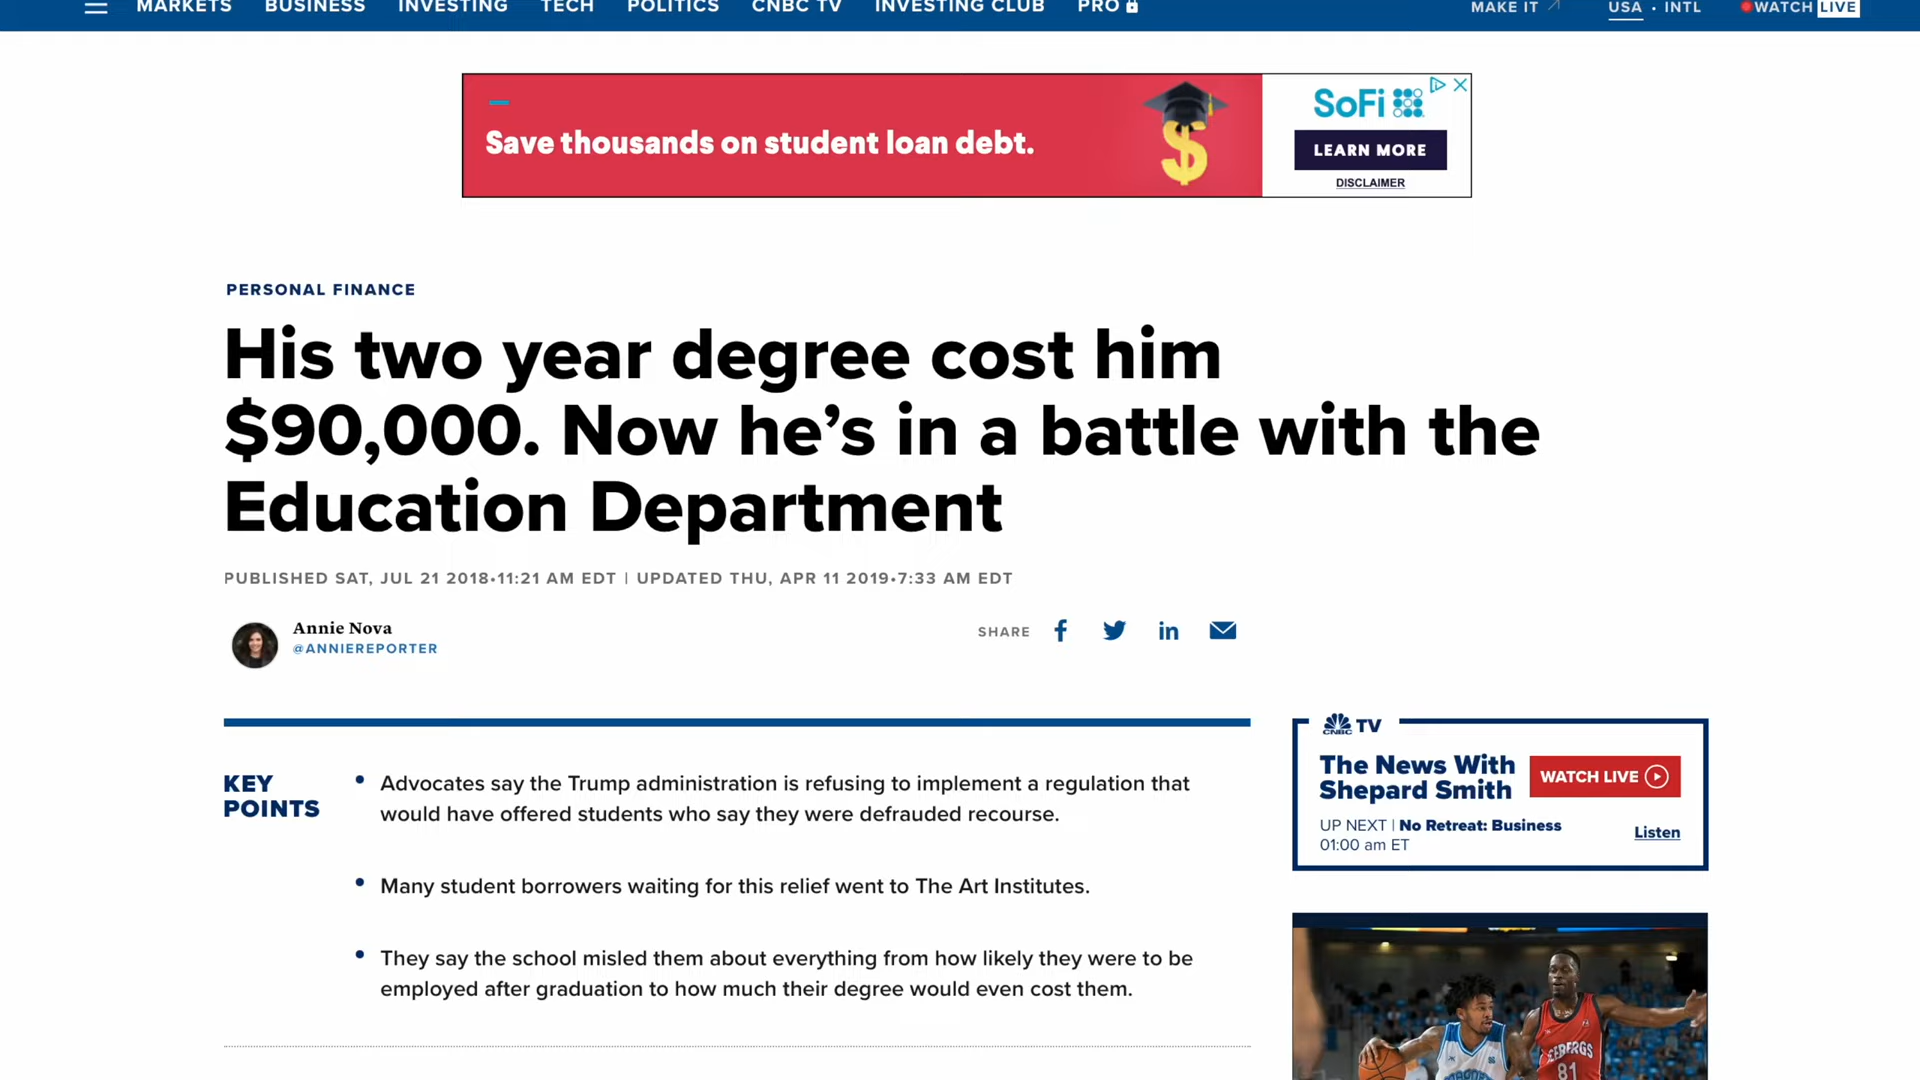 MARKETS BUSINESS INVESTING TECH POLITICS CNBC TV INVESTING CLUB PRO MAKE IT USA • INTL WATCH LIVE
Save thousands on student loan debt.
SoFi
LEARN MORE
DISCLAIMER
PERSONAL FINANCE
His two year degree cost him
$90,000. Now he’s in a battle with the
Education Department
PUBLISHED SAT, JUL 21 2018•11:21 AM EDT | UPDATED THU, APR 11 2019•7:33 AM EDT
Annie Nova
@ANNIEREPORTER
SHARE
KEY
POINTS
Advocates say the Trump administration is refusing to implement a regulation that
would have offered students who say they were defrauded recourse.
Many student borrowers waiting for this relief went to The Art Institutes.
They say the school misled them about everything from how likely they were to be
employed after graduation to how much their degree would even cost them.
CNBC TV
The News With
Shepard Smith
WATCH LIVE
UP NEXT | No Retreat: Business
01:00 am ET
Listen
81